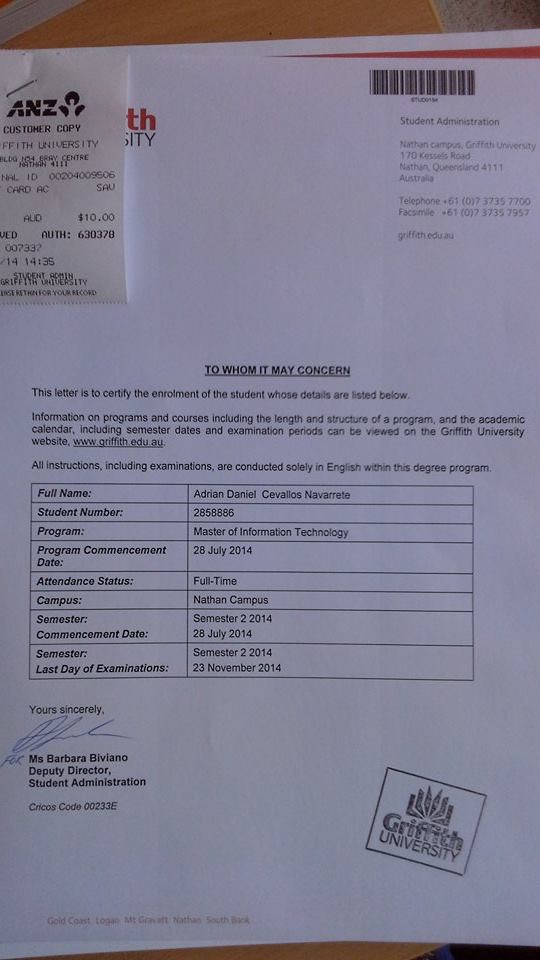 ANZ
CUSTOMER COPY
FFITH UNIVERSITY
BLDG N54 BRAY CENTRE
NATHAN 4111
NAL ID 00204009506
CARD AC SAV
AUD $10.00
VED AUTH: 630378
007337
/14 14:35
STUDENT ADMIN
GRIFFITH UNIVERSITY
EASE RETAIN FOR YOUR RECORD
th
SITY
STUD0194
Student Administration
Nathan campus, Griffith University
170 Kessels Road
Nathan, Queensland 4111
Australia
Telephone +61 (0)7 3735 7700
Facsimile +61 (0)7 3735 7957
griffith.edu.au
TO WHOM IT MAY CONCERN
This letter is to certify the enrolment of the student whose details are listed below.
Information on programs and courses including the length and structure of a program, and the academic
calendar, including semester dates and examination periods can be viewed on the Griffith University
website, www.griffith.edu.au.
All instructions, including examinations, are conducted solely in English within this degree program.
Full Name: Adrian Daniel Cevallos Navarrete
Student Number: 2858886
Program: Master of Information Technology
Program Commencement 28 July 2014
Date:
Attendance Status: Full-Time
Campus: Nathan Campus
Semester: Semester 2 2014
Commencement Date: 28 July 2014
Semester: Semester 2 2014
Last Day of Examinations: 23 November 2014
Yours sincerely,
FOR Ms Barbara Biviano
Deputy Director,
Student Administration
Cricos Code 00233E
Griffith
UNIVERSITY
Gold Coast Logan Mt Gravatt Nathan South Bank